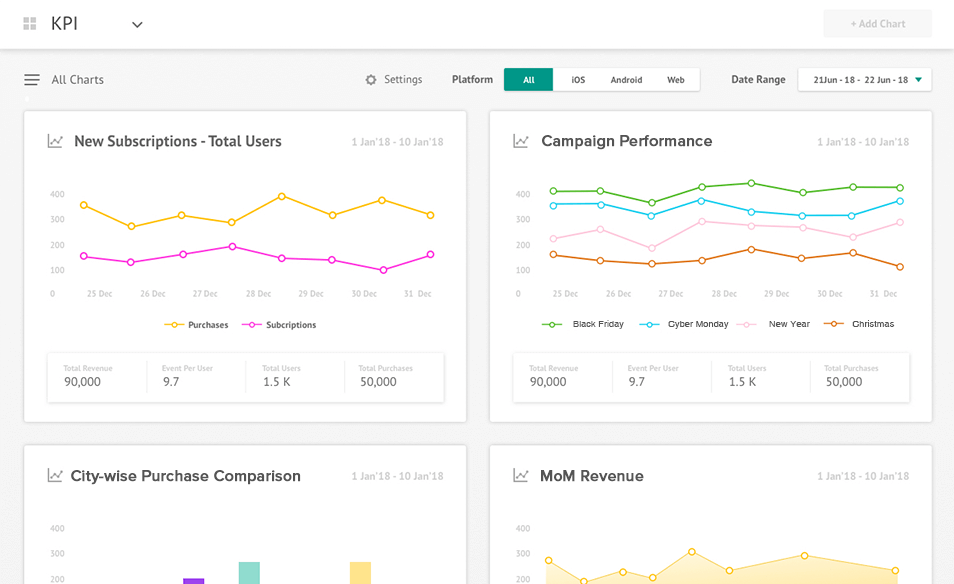 KPI
+ Add Chart
All Charts
Settings
Platform
All
iOS
Android
Web
Date Range
21Jun - 18 - 22 Jun - 18
New Subscriptions - Total Users
1 Jan'18 - 10 Jan'18
400
300
200
100
0
25 Dec
26 Dec
27 Dec
28 Dec
29 Dec
30 Dec
31 Dec
Purchases
Subcriptions
Total Revenue
90,000
Event Per User
9.7
Total Users
1.5 K
Total Purchases
50,000
Campaign Performance
1 Jan'18 - 10 Jan'18
400
300
200
100
0
25 Dec
26 Dec
27 Dec
28 Dec
29 Dec
30 Dec
31 Dec
Black Friday
Cyber Monday
New Year
Christmas
Total Revenue
90,000
Event Per User
9.7
Total Users
1.5 K
Total Purchases
50,000
City-wise Purchase Comparison
1 Jan'18 - 10 Jan'18
400
300
200
MoM Revenue
1 Jan'18 - 10 Jan'18
400
300
200